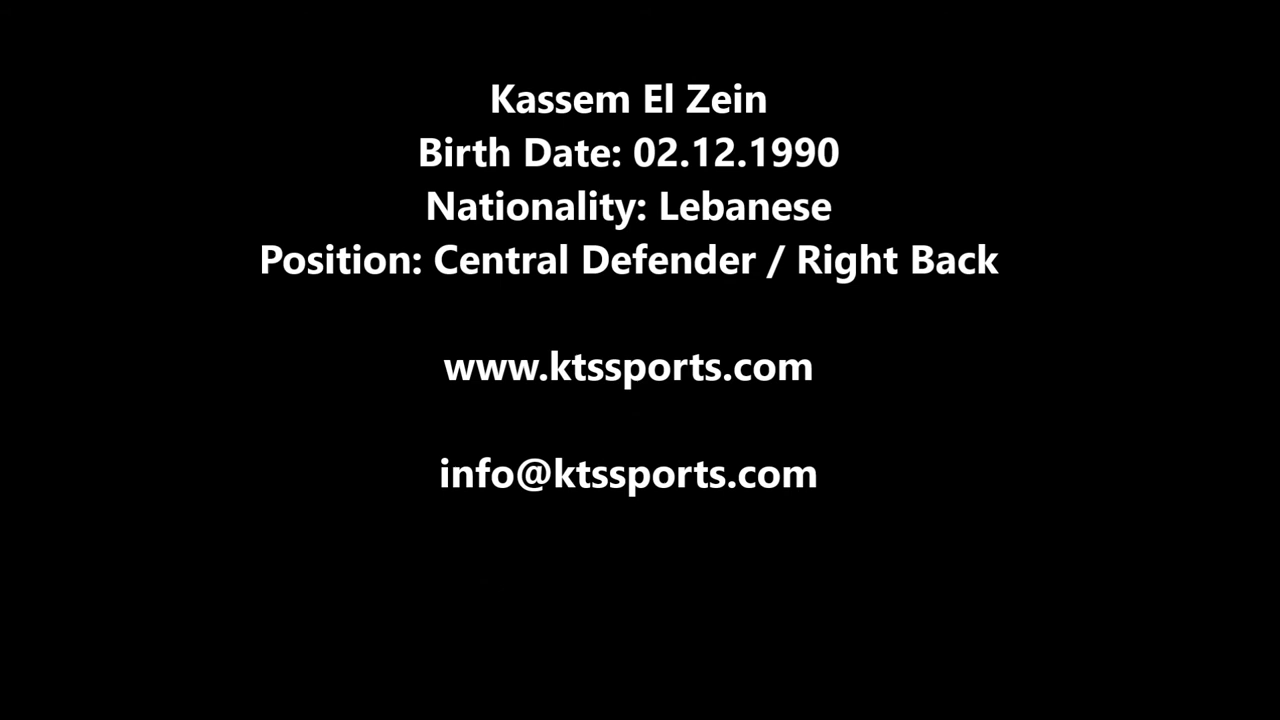 Kassem El Zein
Birth Date: 02.12.1990
Nationality: Lebanese
Position: Central Defender / Right Back
www.ktssports.com
info@ktssports.com